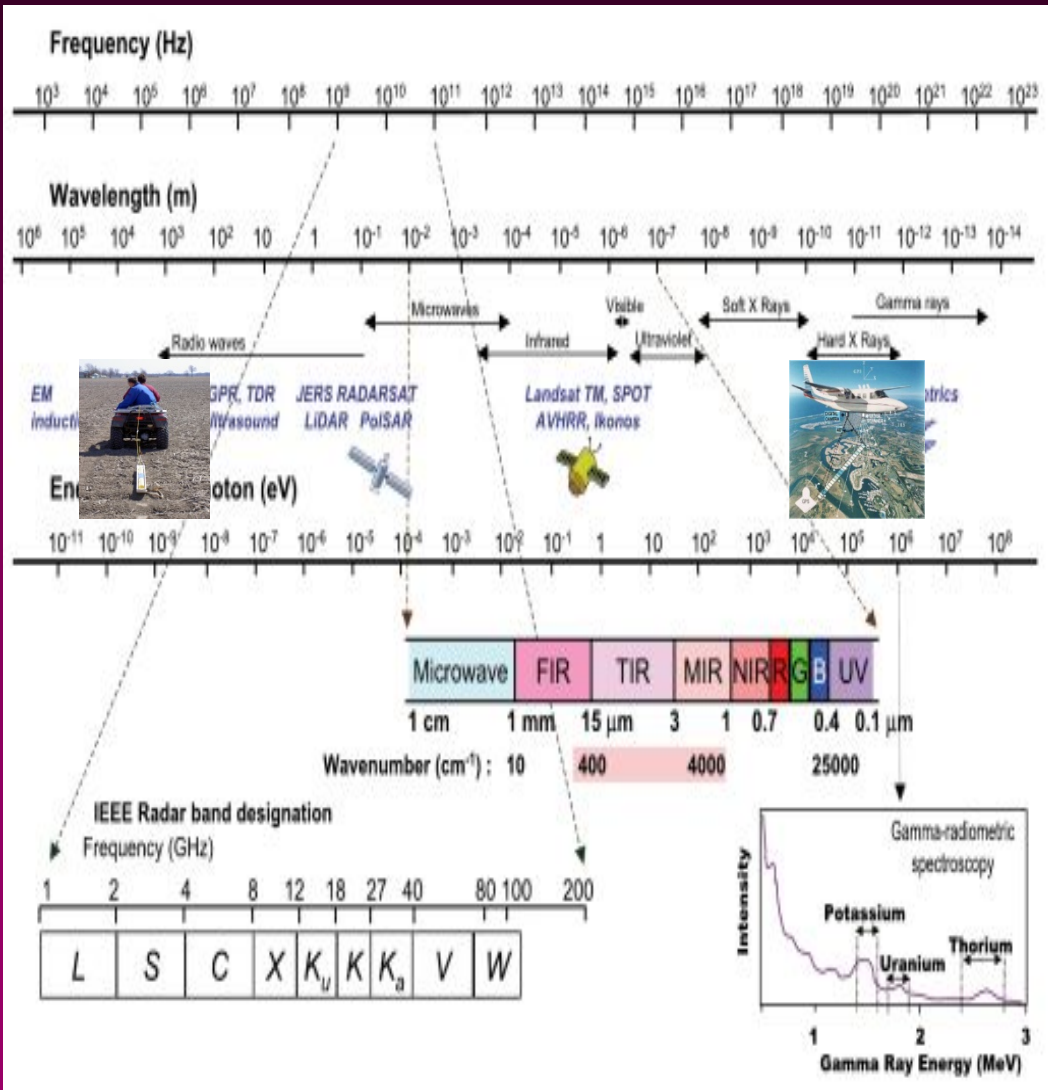 Frequency (Hz)
10³ 10⁴ 10⁵ 10⁶ 10⁷ 10⁸ 10⁹ 10¹⁰ 10¹¹ 10¹² 10¹³ 10¹⁴ 10¹⁵ 10¹⁶ 10¹⁷ 10¹⁸ 10¹⁹ 10²⁰ 10²¹ 10²² 10²³
Wavelength (m)
10⁶ 10⁵ 10⁴ 10³ 10² 10 1 10⁻¹ 10⁻² 10⁻³ 10⁻⁴ 10⁻⁵ 10⁻⁶ 10⁻⁷ 10⁻⁸ 10⁻⁹ 10⁻¹⁰ 10⁻¹¹ 10⁻¹² 10⁻¹³ 10⁻¹⁴
Microwaves Visible Soft X Rays Gamma rays
Radio waves Infrared Ultraviolet Hard X Rays
EM GPR, TDR JERS RADARSAT Landsat TM, SPOT
LiDAR PolSAR AVHRR, Ikonos
(eV)
10⁻¹¹ 10⁻¹⁰ 10⁻⁹ 10⁻⁸ 10⁻⁷ 10⁻⁶ 10⁻⁵ 10⁻⁴ 10⁻³ 10⁻² 10⁻¹ 1 10 10² 10³ 10⁴ 10⁵ 10⁶ 10⁷ 10⁸
Microwave FIR TIR MIR NIR R G B UV
1 cm 1 mm 15 µm 3 1 0.7 0.4 0.1 µm
Wavenumber (cm⁻¹) : 10 400 4000 25000
IEEE Radar band designation
Frequency (GHz)
1 2 4 8 12 18 27 40 80 100 200
L S C X Kᵤ K Kₐ V W
Gamma-radiometric
spectroscopy
Intensity
Potassium
Uranium
Thorium
1 2 3
Gamma Ray Energy (MeV)